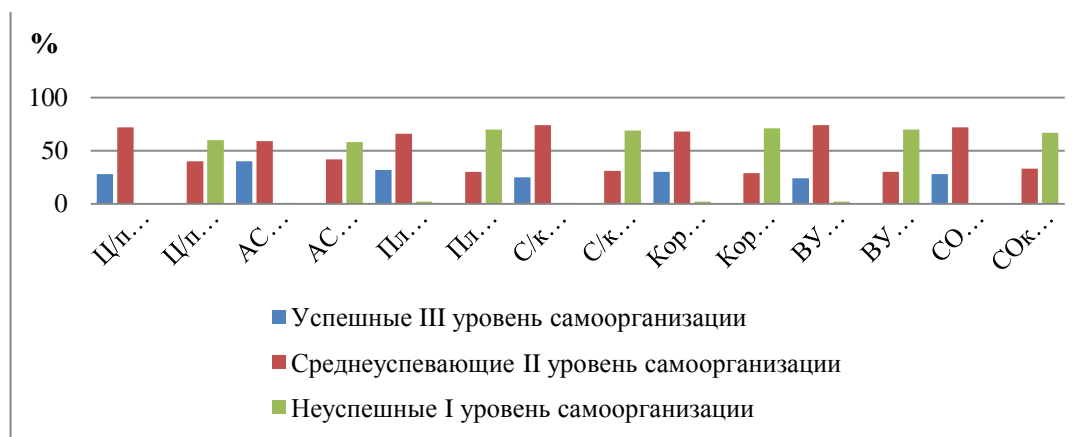 %
100
50
0
Ц/п…
Ц/п…
АС…
АС…
Пл…
Пл…
С/к…
С/к…
Кор…
Кор…
ВУ…
ВУ…
СО…
СОк…
Успешные III уровень самоорганизации
Среднеуспевающие II уровень самоорганизации
Неуспешные I уровень самоорганизации